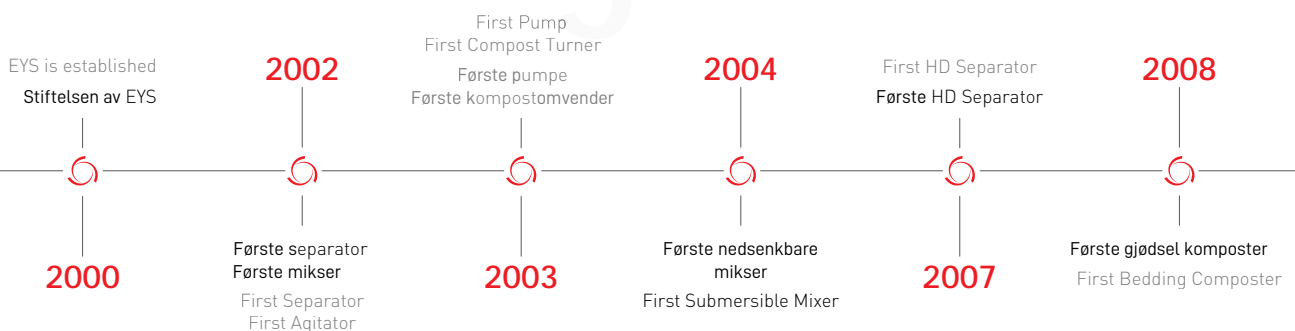 EYS is established
Stiftelsen av EYS
2000
2002
Første separator
Første mikser
First Separator
First Agitator
First Pump
First Compost Turner
Første pumpe
Første kompostomvender
2003
2004
Første nedsenkbare
mikser
First Submersible Mixer
First HD Separator
Første HD Separator
2007
2008
Første gjødsel komposter
First Bedding Composter